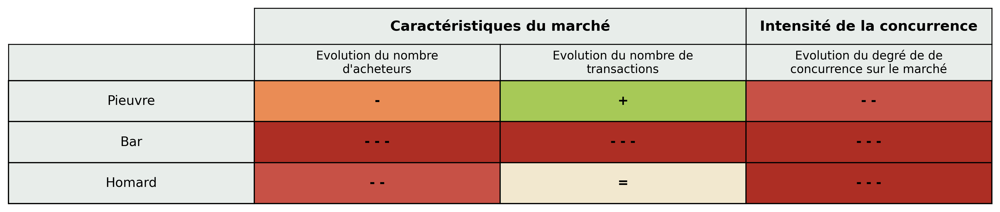 Caractéristiques du marché
Intensité de la concurrence
Evolution du nombre
d'acheteurs
Evolution du nombre de
transactions
Evolution du degré de de
concurrence sur le marché
Pieuvre
-
+
- -
Bar
- - -
- - -
- - -
Homard
- -
=
- - -